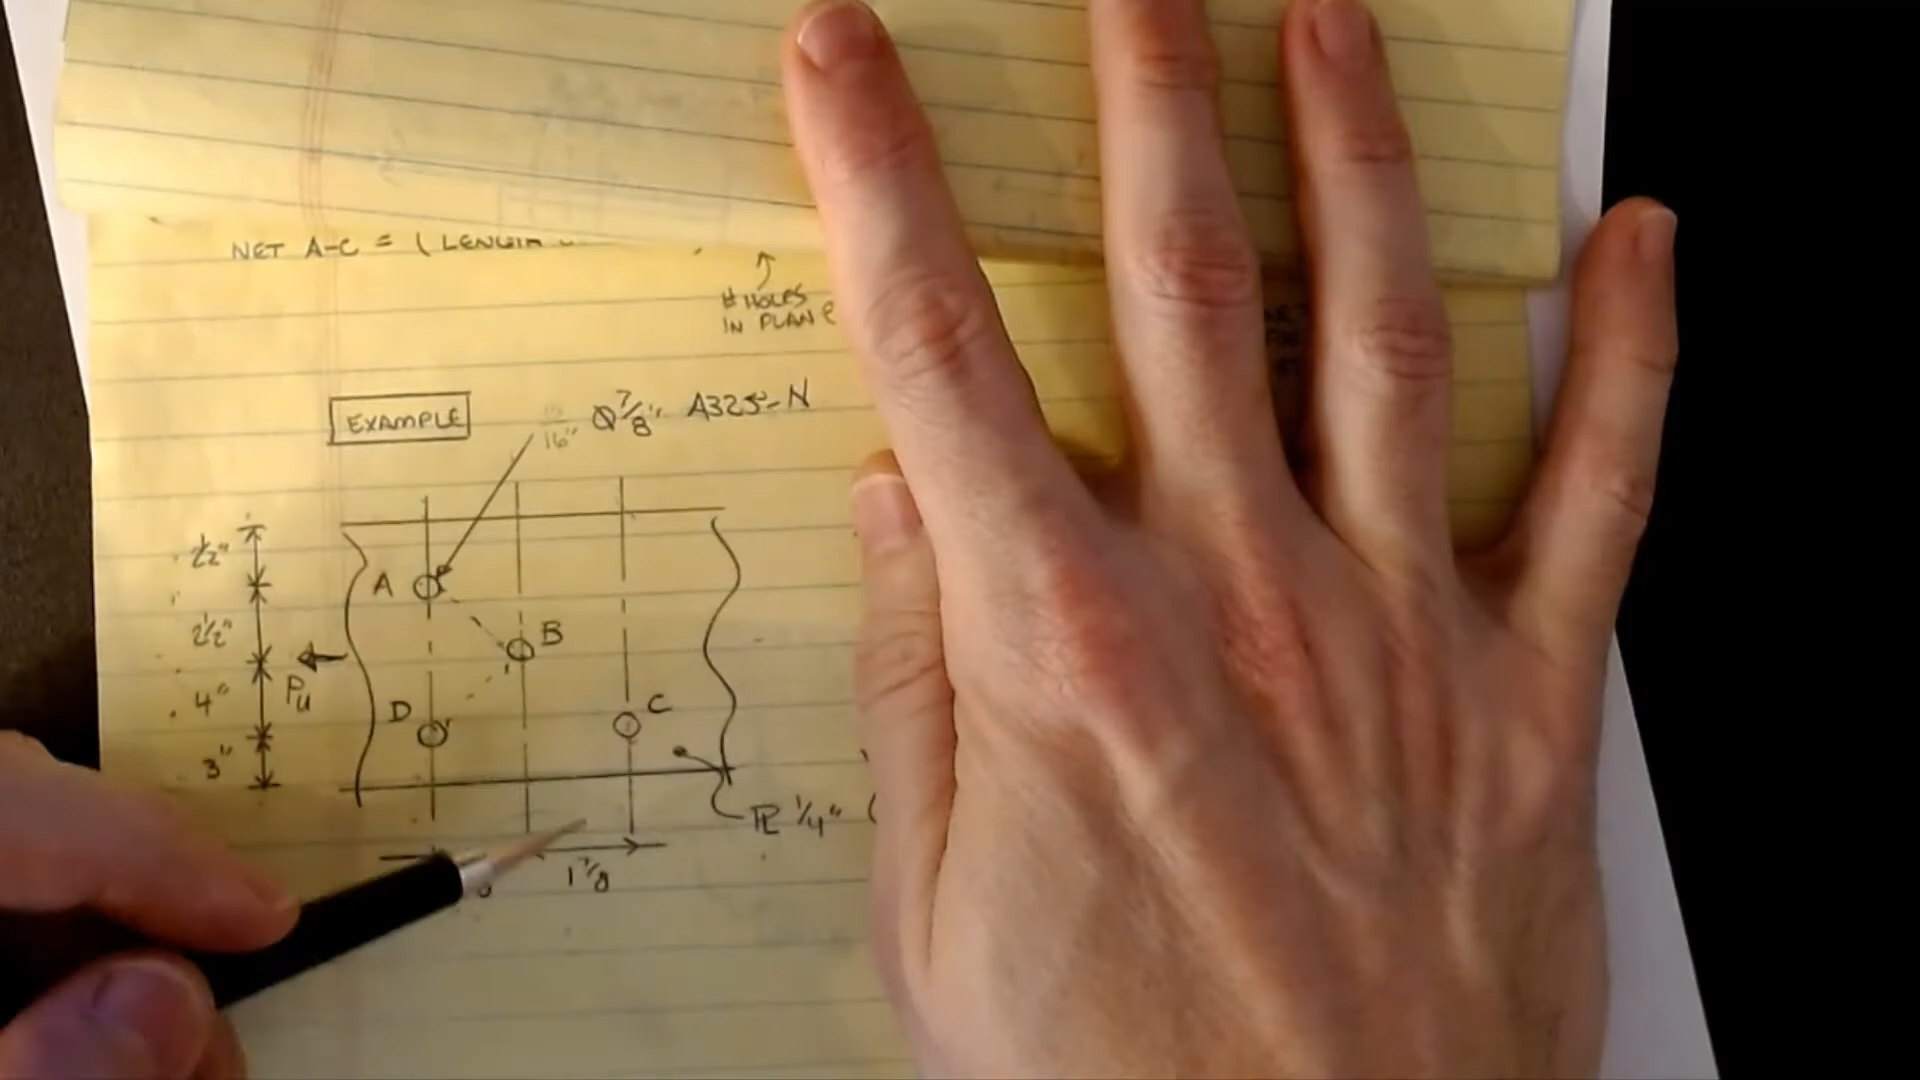 NET A-C = (LENGTH
# HOLES
IN PLANE
EXAMPLE
15/16" Ø 7/8" A325-N
1/2"
A
2 1/2"
B
Pu
4"
D
C
3"
PL 1/4" (
1 7/8